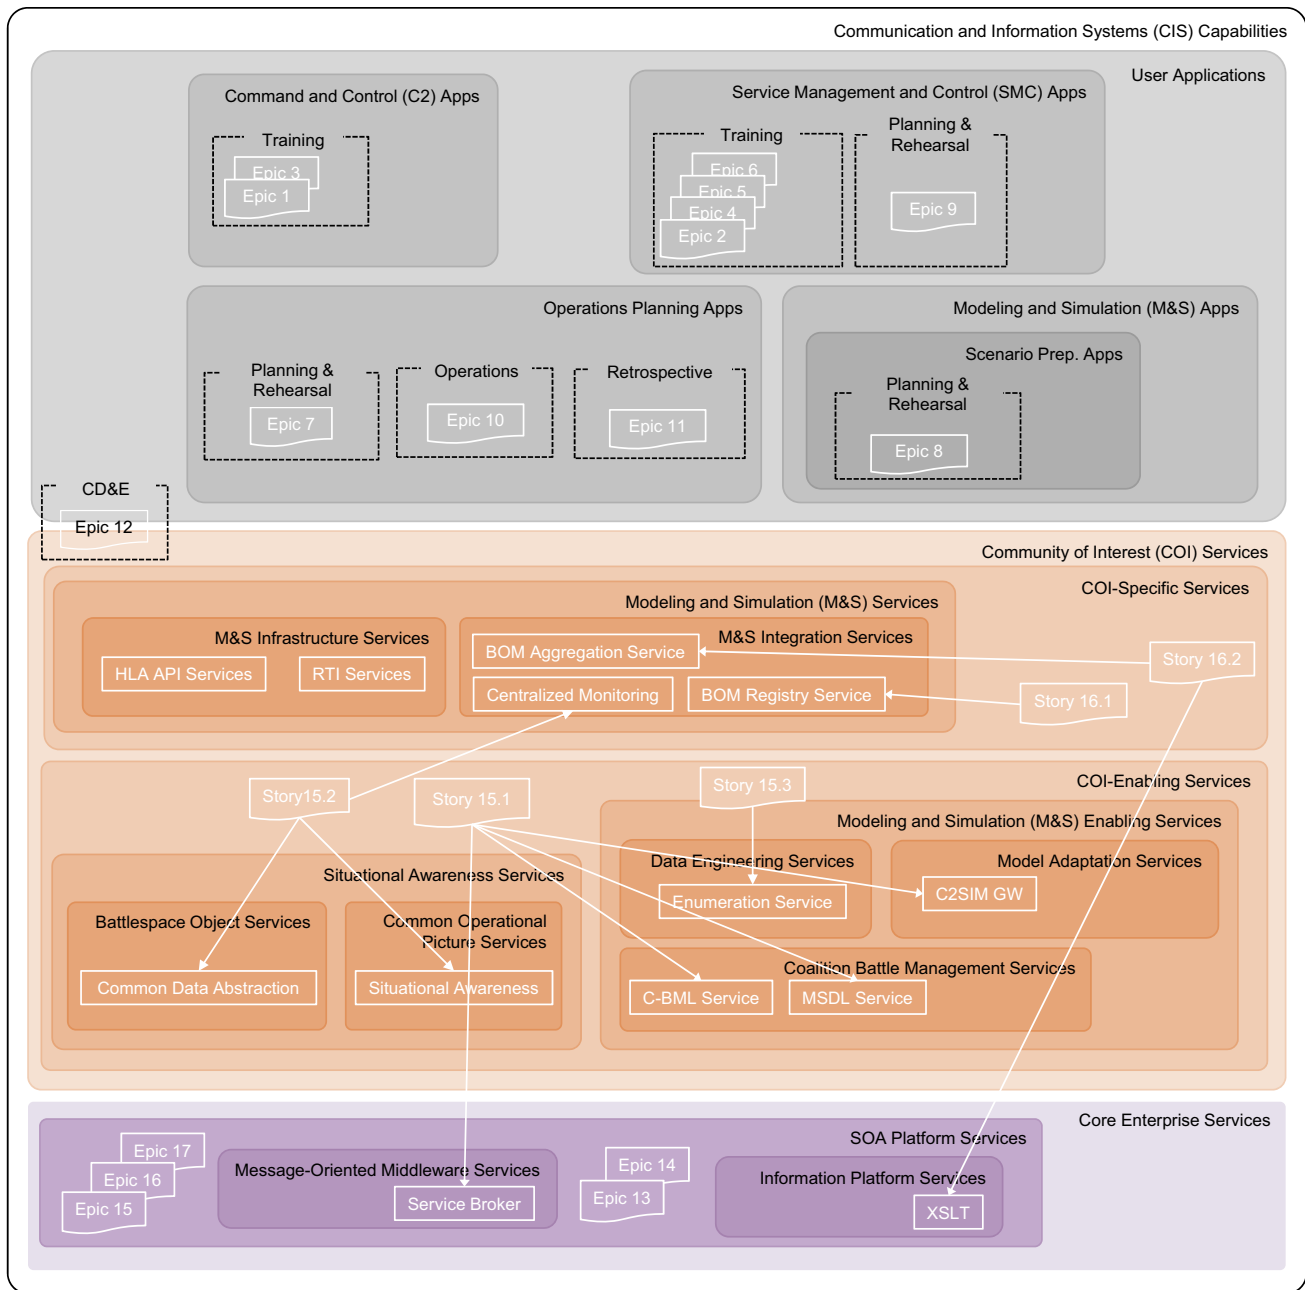 Communication and Information Systems (CIS) Capabilities
User Applications
Command and Control (C2) Apps
Training
Epic 3
Epic 1
Service Management and Control (SMC) Apps
Training
Epic 6
Epic 5
Epic 4
Epic 2
Planning &
Rehearsal
Epic 9
Operations Planning Apps
Planning &
Rehearsal
Epic 7
Operations
Epic 10
Retrospective
Epic 11
Modeling and Simulation (M&S) Apps
Scenario Prep. Apps
Planning &
Rehearsal
Epic 8
CD&E
Epic 12
Community of Interest (COI) Services
COI-Specific Services
Modeling and Simulation (M&S) Services
M&S Infrastructure Services
HLA API Services
RTI Services
M&S Integration Services
BOM Aggregation Service
Centralized Monitoring
BOM Registry Service
Story 16.2
Story 16.1
COI-Enabling Services
Story15.2
Story 15.1
Story 15.3
Modeling and Simulation (M&S) Enabling Services
Data Engineering Services
Enumeration Service
Model Adaptation Services
C2SIM GW
Situational Awareness Services
Battlespace Object Services
Common Data Abstraction
Common Operational
Picture Services
Situational Awareness
Coalition Battle Management Services
C-BML Service
MSDL Service
Core Enterprise Services
SOA Platform Services
Epic 17
Epic 16
Epic 15
Message-Oriented Middleware Services
Service Broker
Epic 14
Epic 13
Information Platform Services
XSLT